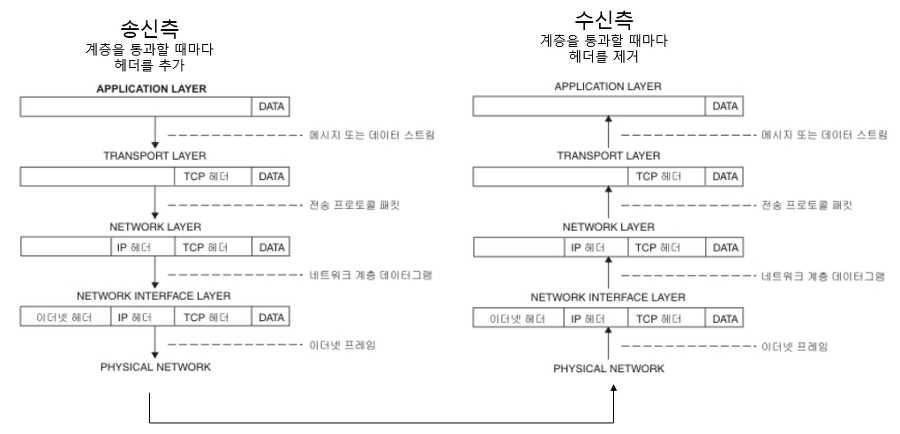 송신측
계층을 통과할 때마다
헤더를 추가
APPLICATION LAYER
DATA
메시지 또는 데이터 스트림
TRANSPORT LAYER
TCP 헤더 DATA
전송 프로토콜 패킷
NETWORK LAYER
IP 헤더 TCP 헤더 DATA
네트워크 계층 데이터그램
NETWORK INTERFACE LAYER
이더넷 헤더 IP 헤더 TCP 헤더 DATA
이더넷 프레임
PHYSICAL NETWORK
수신측
계층을 통과할 때마다
헤더를 제거
APPLICATION LAYER
DATA
메시지 또는 데이터 스트림
TRANSPORT LAYER
TCP 헤더 DATA
전송 프로토콜 패킷
NETWORK LAYER
IP 헤더 TCP 헤더 DATA
네트워크 계층 데이터그램
NETWORK INTERFACE LAYER
이더넷 헤더 IP 헤더 TCP 헤더 DATA
이더넷 프레임
PHYSICAL NETWORK